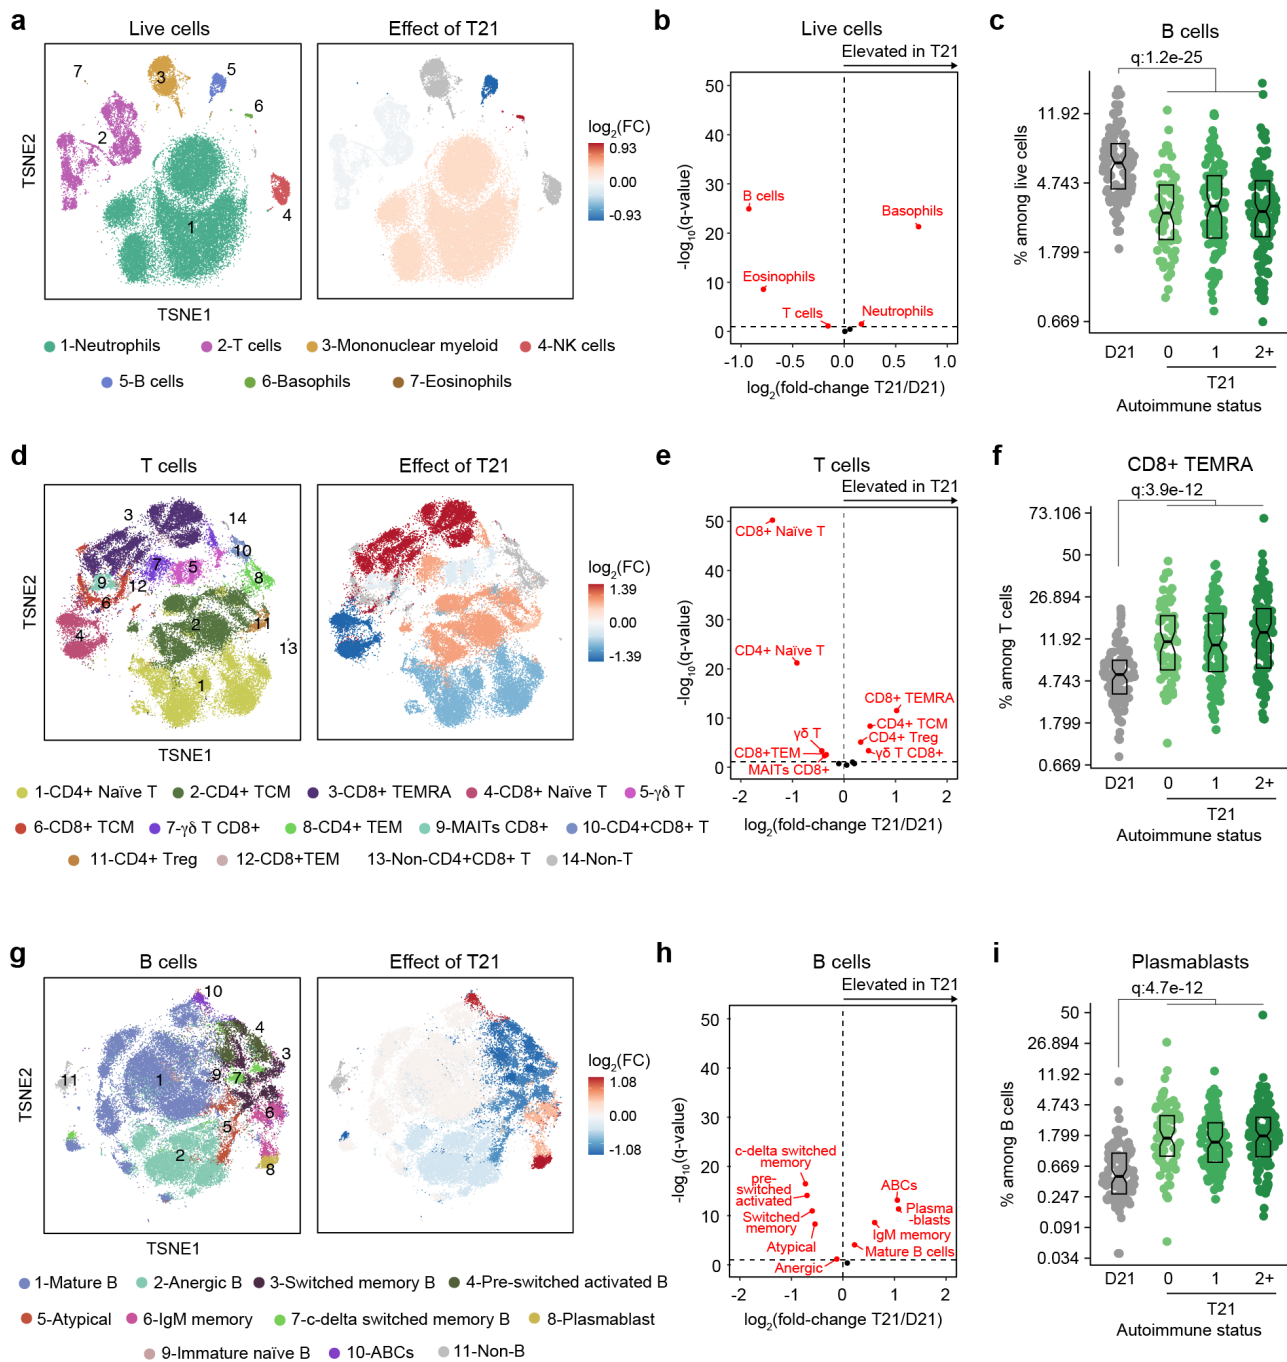 a
Live cells
Effect of T21
TSNE2
TSNE1
1
2
3
4
5
6
7
log2(FC)
0.93
0.00
-0.93
1-Neutrophils
2-T cells
3-Mononuclear myeloid
4-NK cells
5-B cells
6-Basophils
7-Eosinophils
b
Live cells
Elevated in T21
-log10(q-value)
50
40
30
20
10
0
B cells
Basophils
Eosinophils
T cells
Neutrophils
-1.0
-0.5
0.0
0.5
1.0
log2(fold-change T21/D21)
c
B cells
q:1.2e-25
% among live cells
11.92
4.743
1.799
0.669
D21
0
1
2+
T21
Autoimmune status
d
T cells
Effect of T21
TSNE2
TSNE1
3
14
10
7
5
8
9
12
6
2
11
4
13
1
log2(FC)
1.39
0.00
-1.39
1-CD4+ Naïve T
2-CD4+ TCM
3-CD8+ TEMRA
4-CD8+ Naïve T
5-γδ T
6-CD8+ TCM
7-γδ T CD8+
8-CD4+ TEM
9-MAITs CD8+
10-CD4+CD8+ T
11-CD4+ Treg
12-CD8+TEM
13-Non-CD4+CD8+ T
14-Non-T
e
T cells
Elevated in T21
-log10(q-value)
50
40
30
20
10
0
CD8+ Naïve T
CD4+ Naïve T
CD8+ TEMRA
CD4+ TCM
γδ T
CD4+ Treg
CD8+TEM
γδ T CD8+
MAITs CD8+
-2
-1
0
1
2
log2(fold-change T21/D21)
f
CD8+ TEMRA
q:3.9e-12
% among T cells
73.106
50
26.894
11.92
4.743
1.799
0.669
D21
0
1
2+
T21
Autoimmune status
g
B cells
Effect of T21
TSNE2
TSNE1
10
4
3
11
1
9
7
6
5
2
8
log2(FC)
1.08
0.00
-1.08
1-Mature B
2-Anergic B
3-Switched memory B
4-Pre-switched activated B
5-Atypical
6-IgM memory
7-c-delta switched memory B
8-Plasmablast
9-Immature naïve B
10-ABCs
11-Non-B
h
B cells
Elevated in T21
-log10(q-value)
50
40
30
20
10
0
c-delta switched
memory
pre-
switched
activated
ABCs
Switched
memory
Plasma
-blasts
IgM memory
Atypical
Mature B cells
Anergic
-2
-1
0
1
2
log2(fold-change T21/D21)
i
Plasmablasts
q:4.7e-12
% among B cells
50
26.894
11.92
4.743
1.799
0.669
0.247
0.091
0.034
D21
0
1
2+
T21
Autoimmune status